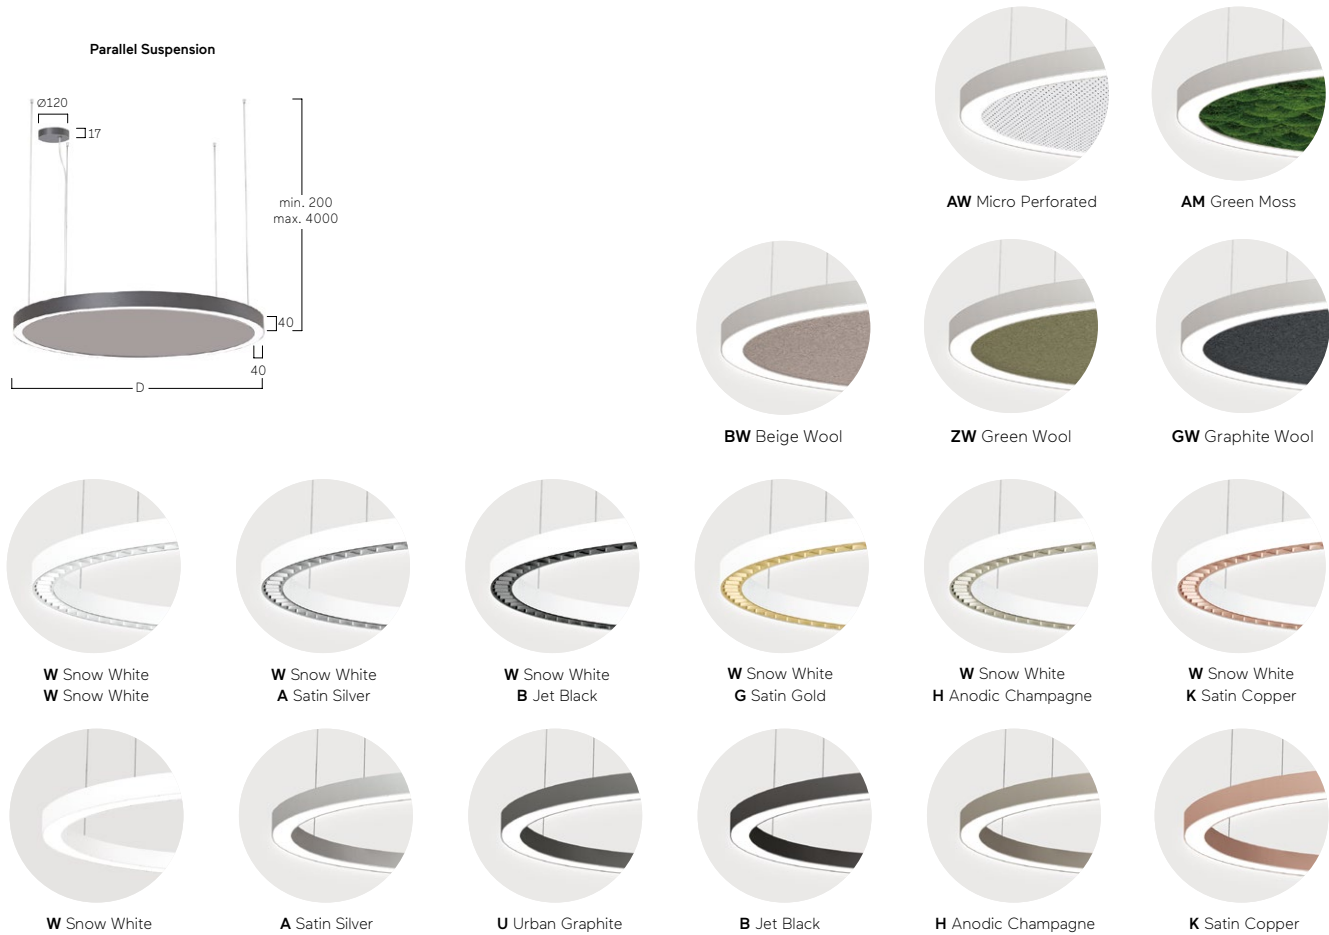 Parallel Suspension
Ø120
17
min. 200
max. 4000
40
40
D
AW Micro Perforated
AM Green Moss
BW Beige Wool
ZW Green Wool
GW Graphite Wool
W Snow White
W Snow White
W Snow White
A Satin Silver
W Snow White
B Jet Black
W Snow White
G Satin Gold
W Snow White
H Anodic Champagne
W Snow White
K Satin Copper
W Snow White
A Satin Silver
U Urban Graphite
B Jet Black
H Anodic Champagne
K Satin Copper